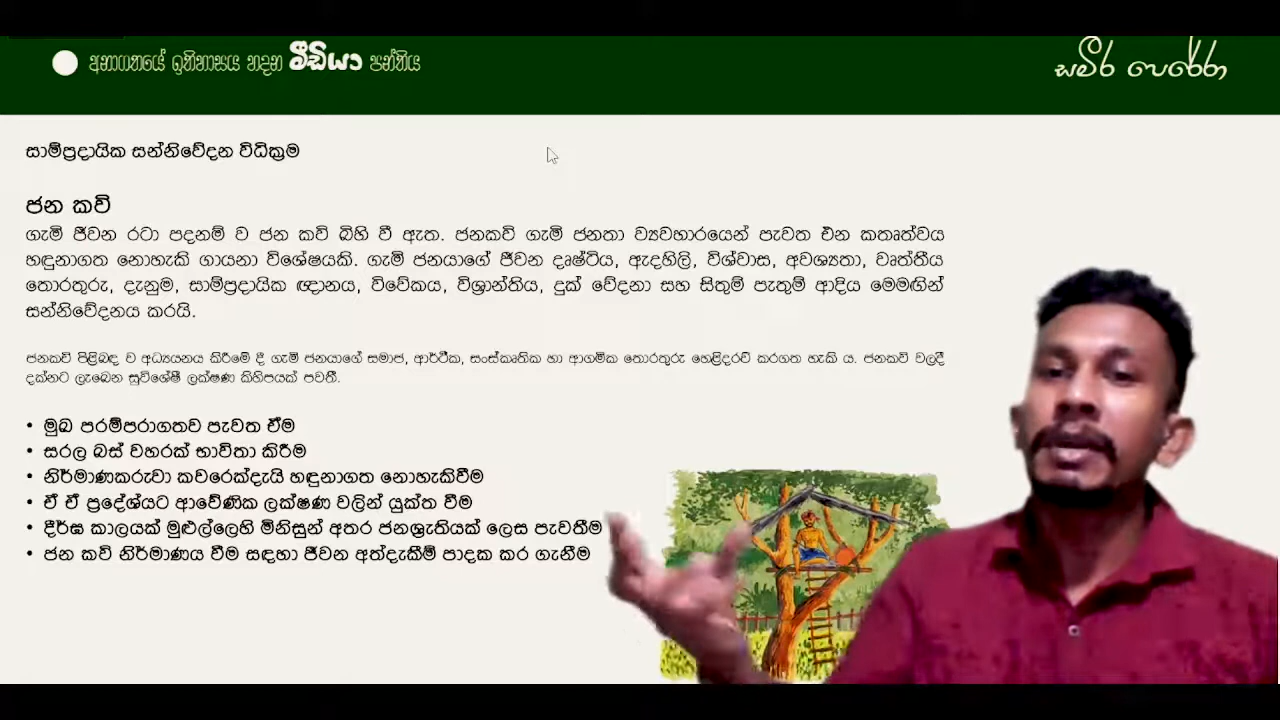 අනාගතයේ ඉතිහාසය හදන මීඩියා පන්තිය
සමීර පෙරේරා
සාම්ප්‍රදායික සන්නිවේදන විධික්‍රම
ජන කවි
ගැමි ජීවන රටා පදනම් ව ජන කවි බිහි වී ඇත. ජනකවි ගැමි ජනතා ව්‍යවහාරයෙන් පැවත එන කතෘත්වය
හඳුනාගත නොහැකි ගායනා විශේෂයකි. ගැමි ජනයාගේ ජීවන දෘෂ්ටිය, ඇදහිලි, විශ්වාස, අවශ්‍යතා, වෘත්තීය
තොරතුරු, දැනුම, සාම්ප්‍රදායික ඥානය, විවේකය, විශ්‍රාන්තිය, දුක් වේදනා සහ සිතුම් පැතුම් ආදිය මෙමඟින්
සන්නිවේදනය කරයි.
ජනකවි පිළිබඳ ව අධ්‍යයනය කිරීමේ දී ගැමි ජනයාගේ සමාජ, ආර්ථික, සංස්කෘතික හා ආගමික තොරතුරු හෙළිදරව් කරගත හැකි ය. ජනකවි වලදී
දක්නට ලැබෙන සුවිශේෂී ලක්ෂණ කිහිපයක් පවතී.
• මුඛ පරම්පරාගතව පැවත ඒම
• සරල බස් වහරක් භාවිතා කිරීම
• නිර්මාණකරුවා කවරෙක්දැයි හඳුනාගත නොහැකිවීම
• ඒ ඒ ප්‍රදේශයට ආවේණික ලක්ෂණ වලින් යුක්ත වීම
• දීර්ඝ කාලයක් මුළුල්ලෙහි මිනිසුන් අතර ජනශ්‍රැතියක් ලෙස පැවතීම
• ජන කවි නිර්මාණය වීම සඳහා ජීවන අත්දැකීම් පාදක කර ගැනීම